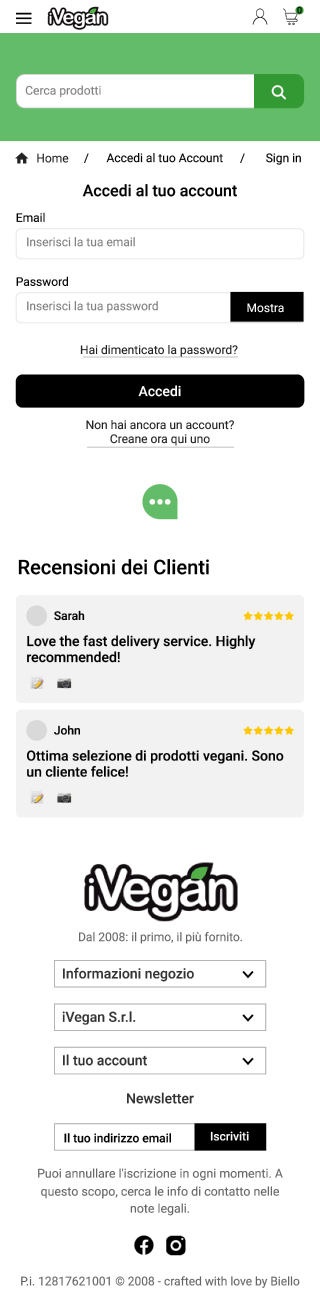 iVegan
0
Cerca prodotti
Home / Accedi al tuo Account / Sign in
Accedi al tuo account
Email
Inserisci la tua email
Password
Inserisci la tua password
Mostra
Hai dimenticato la password?
Accedi
Non hai ancora un account?
Creane ora qui uno
Recensioni dei Clienti
Sarah
Love the fast delivery service. Highly
recommended!
John
Ottima selezione di prodotti vegani. Sono
un cliente felice!
iVegan
Dal 2008: il primo, il più fornito.
Informazioni negozio
iVegan S.r.l.
Il tuo account
Newsletter
Il tuo indirizzo email
Iscriviti
Puoi annullare l'iscrizione in ogni momenti. A
questo scopo, cerca le info di contatto nelle
note legali.
P.i. 12817621001 © 2008 - crafted with love by Biello